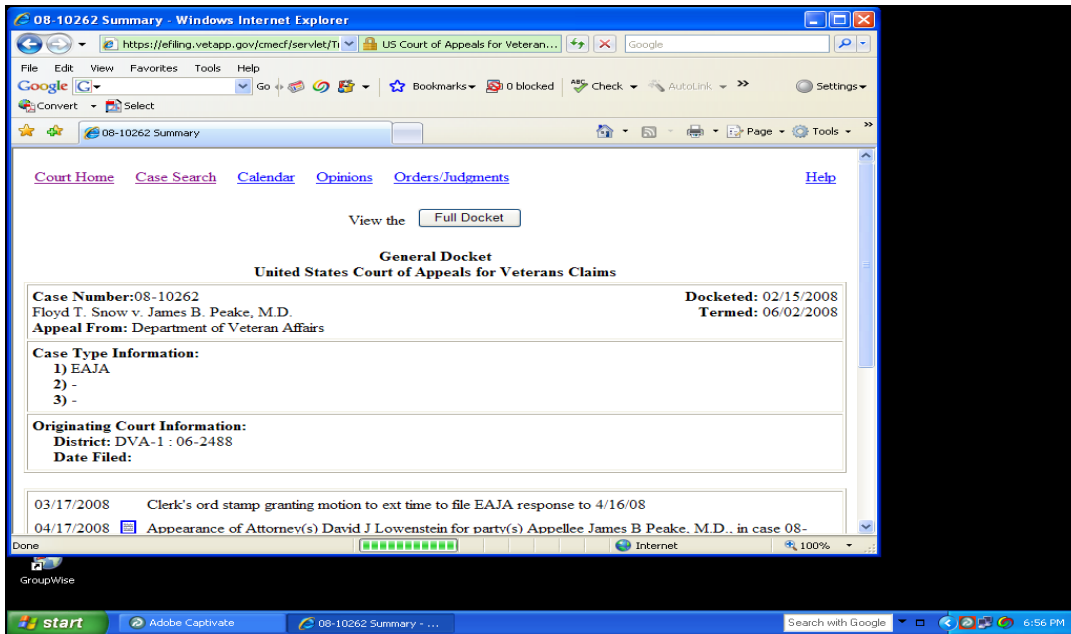 08-10262 Summary - Windows Internet Explorer
https://efiling.vetapp.gov/cmecf/servlet/Tr US Court of Appeals for Veteran... Google
File Edit View Favorites Tools Help
Google G Go Bookmarks 0 blocked ABC Check AutoLink >> Settings
Convert Select
08-10262 Summary Page Tools >>
Court Home Case Search Calendar Opinions Orders/Judgments Help
View the Full Docket
General Docket
United States Court of Appeals for Veterans Claims
Case Number:08-10262 Docketed: 02/15/2008
Floyd T. Snow v. James B. Peake, M.D. Termed: 06/02/2008
Appeal From: Department of Veteran Affairs
Case Type Information:
1) EAJA
2) -
3) -
Originating Court Information:
District: DVA-1 : 06-2488
Date Filed:
03/17/2008 Clerk's ord stamp granting motion to ext time to file EAJA response to 4/16/08
04/17/2008 Appearance of Attorney(s) David J Lowenstein for party(s) Appellee James B Peake, M.D., in case 08-
Done Internet 100%
GroupWise
start Adobe Captivate 08-10262 Summary - ... Search with Google 6:56 PM